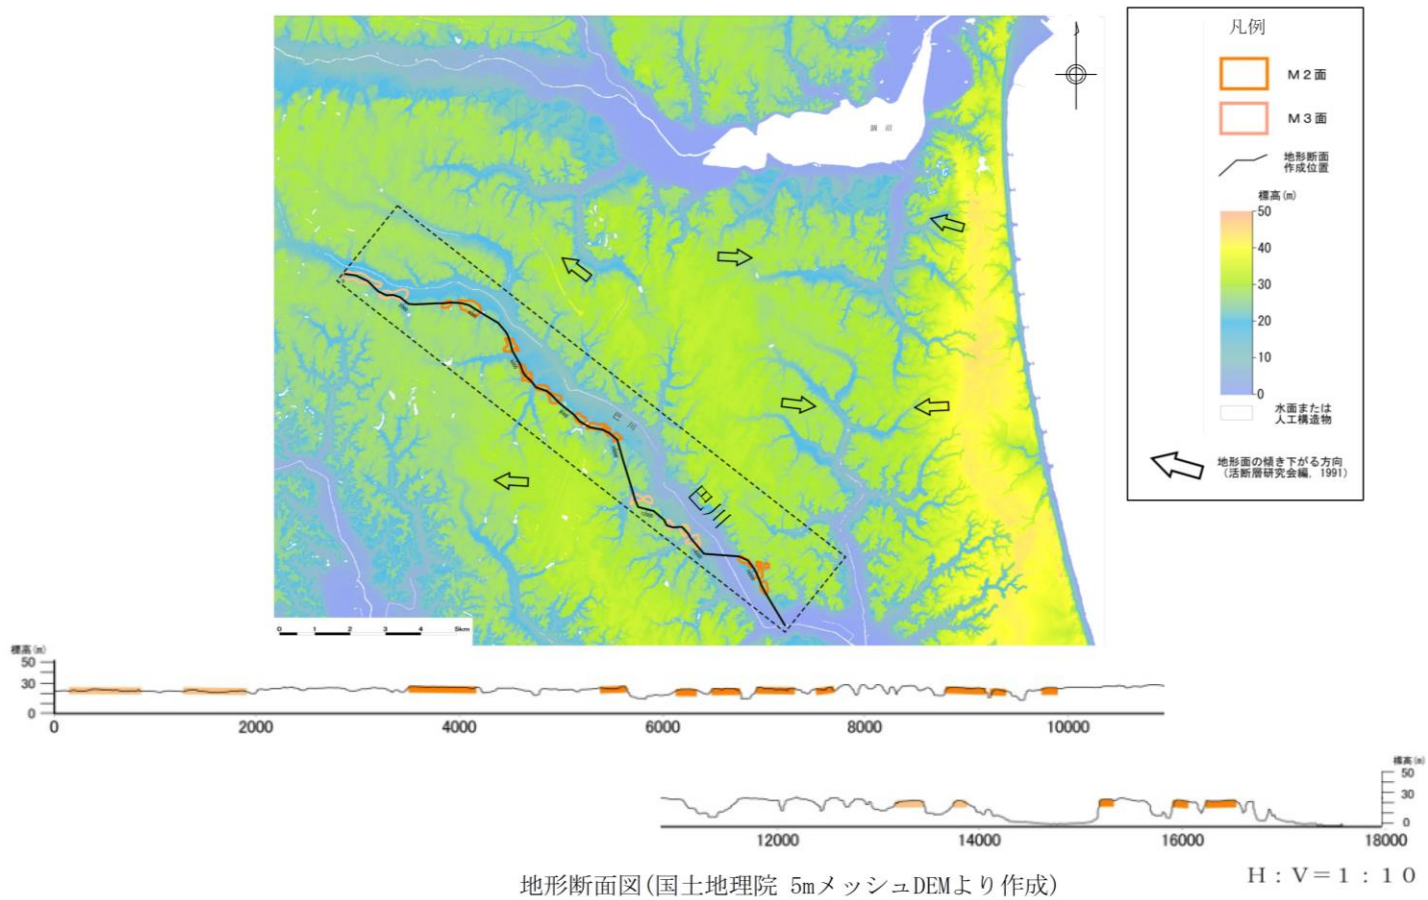 凡例
M2面
M3面
地形断面
作成位置
標高(m)
50
40
30
20
10
0
水面または
人工構造物
地形面の傾き下がる方向
(活断層研究会編, 1991)
涸沼
巴川
巴川
0 1 2 3 4 5km
標高(m)
50
30
0
0 2000 4000 6000 8000 10000
標高(m)
50
30
0
12000 14000 16000 18000
地形断面図(国土地理院 5mメッシュDEMより作成)
H:V=1:10